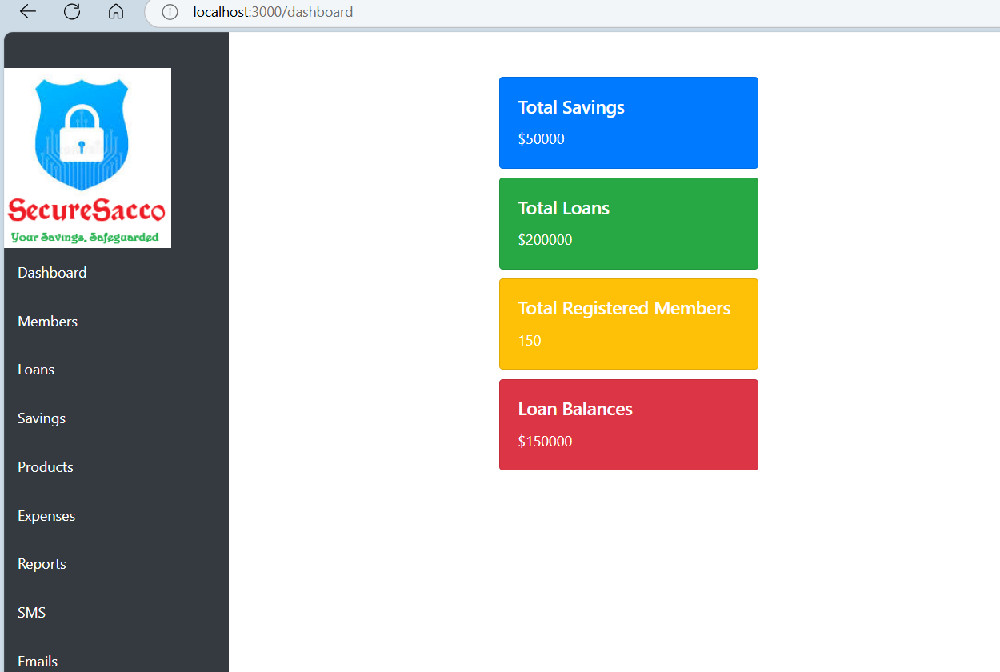 localhost:3000/dashboard
SecureSacco
Your Savings, Safeguarded
Dashboard
Members
Loans
Savings
Products
Expenses
Reports
SMS
Emails
Total Savings
$50000
Total Loans
$200000
Total Registered Members
150
Loan Balances
$150000